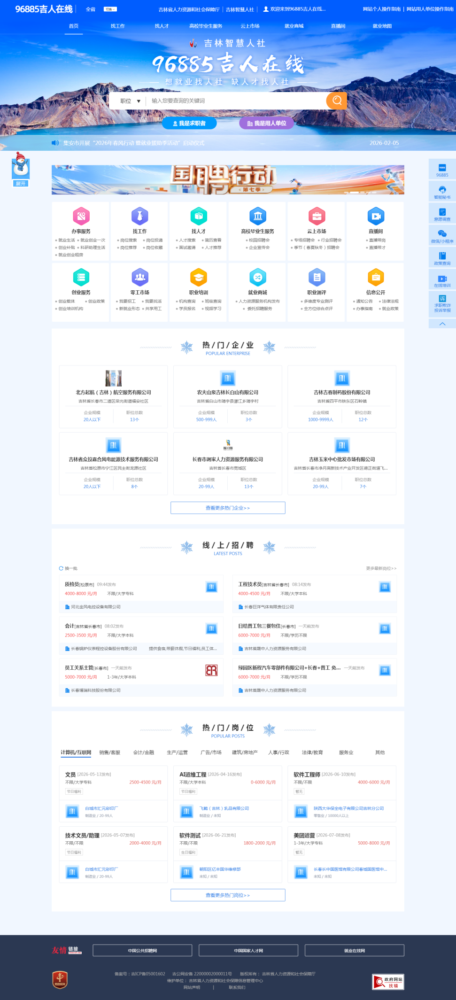 96885吉人在线 全省 切换 吉林省人力资源和社会保障厅 吉林智慧人社 欢迎来到96885吉人在线... 网站个人操作指南 | 网站用人单位操作指南
首页 找工作 找人才 高校毕业生服务 云上市场 就业商城 直播间 就业地图
吉林智慧人社
96885吉人在线
想就业找人社 缺人才找人社
职位 ▼ 输入您要查询的关键词
我是求职者 我是用人单位
集安市开展“2026年春风行动 暨就业援助季活动”启动仪式 2026-02-05
展开
国聘行动
第七季
96885
智能秘书
意愿调查
微信/小程序
政策查询
在线培训
诉
求职欺诈
投诉举报
办事服务 找工作 找人才 高校毕业生服务 云上市场 直播间
就业生活 就业创业一次 岗位搜索 岗位投递 人才搜索 简历查看 校园招聘会 专场招聘会 行业招聘会 直播带岗
创业补贴 科研助理生活 岗位推荐 岗位收藏 面试邀请 人才推荐 企业宣传会 季节（春夏秋冬）招聘会 直播带才
就业创业租房
创业服务 零工市场 职业培训 就业商城 职业测评 信息公开
创业载体 创业政策 我要招工 我要找活 机构查询 班级查询 人力资源服务机构发布 多维度专业测评 通知公告 法律法规
创业培训机构 新就业形态 共享用工 学员报名 视频学习 委托招聘服务 全方位综合点评 办事指南 就业政策
热/门/企/业
POPULAR ENTERPRISE
北方起航（吉林）航空服务有限公司 农夫山泉吉林长白山有限公司 吉林吉春制药股份有限公司
吉林省长春市二道区荣光街道福安社区 吉林省白山市靖宇县濛江乡靖宇村 吉林省四平市铁东区石岭镇
企业规模 职位总数 企业规模 职位总数 企业规模 职位总数
20人以下 13个 500-999人 3个 1000-9999人 12个
吉林省众投嘉合风电能源技术服务有限公司 长春市润家人力资源服务有限公司 吉林玉米中心批发市场有限公司
吉林省松原市宁江区民主街龙源社区 吉林省长春市宽城区 吉林省长春市净月高新技术产业开发区德正街道飞...
企业规模 职位总数 企业规模 职位总数 企业规模 职位总数
20人以下 8个 20-99人 13个 20-99人 7个
查看更多热门企业>>
线/上/招/聘
LATEST POSTS
换一批 更多最新岗位>>
质检员[松原市] 09:44发布 工程技术员[吉林省长春市] 08:14发布
4000-8000 元/月 不限/大学专科 4000-4500 元/月 不限/大学本科
河北金风电控设备有限公司 长春巨洋气体有限责任公司
会计[吉林省长春市] 08:02发布 日结普工包三餐包住[长春市] 一天前发布
2500-3500 元/月 不限/大学本科 6000-7000 元/月 不限/学历不限
长春锅炉仪表程控设备股份有限公司 提供食宿,带薪休假,节日福利,员工体... 吉林省晟中人力资源服务有限公司
员工关系主管[长春市] 一天前发布 绿园区新程汽车零部件有限公司+长春+普工 免... 一天前发布
5000-7000 元/月 1-3年/大学本科 6000-7000 元/月 不限/学历不限
长春博瑞科技股份有限公司 吉林省晟中人力资源服务有限公司
热/门/岗/位
POPULAR POSTS
计算机/互联网 销售/客服 会计/金融 生产/运营 广告/市场 建筑/房地产 人事/行政 法律/教育 服务业 其他
文员 [2026-05-13发布] AI运维工程 [2026-04-16发布] 软件工程师 [2026-06-10发布]
不限/大学专科 2500-4500 元/月 不限/大学本科 0-6000 元/月 不限/不限 4000-6000 元/月
节日福利 节日福利 暂无
白城市汇元彩印厂 飞鹤（吉林）乳品有限公司 陕西大华保全电子有限公司吉林分公司
制造业 / 20-99人 制造业 / 未知 零售业 / 10000人以上
技术文员/助理 [2026-05-07发布] 软件测试 [2026-06-21发布] 美团运营 [2026-07-08发布]
不限/不限 2000-4000 元/月 不限/不限 1800-2000 元/月 1-3年/大学专科 5000-8000 元/月
节日福利 生日福利 暂无
白城市汇元彩印厂 朝阳区亿丰国华维修部 长春长中国医馆有限公司春城国医馆中...
制造业 / 20-99人 未知 / 未知 未知 / 未知
查看更多热门岗位>>
友情链接 中国公共招聘网 中国国家人才网 就业在线网
备案号：吉ICP备05001602 吉公网安备 22000002000011号 版权所有： 吉林省人力资源和社会保障厅
维护单位： 吉林省人力资源和社会保障信息管理中心
网站声明 | 联系我们
党政机关
政府网站
找错